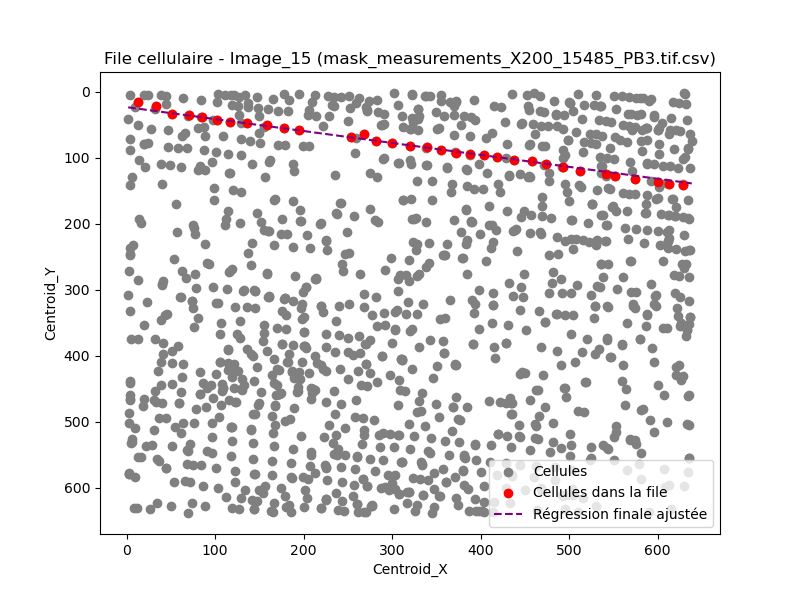 File cellulaire - Image_15 (mask_measurements_X200_15485_PB3.tif.csv)
0
100
200
300
400
500
600
Centroid_Y
0 100 200 300 400 500 600
Centroid_X
Cellules
Cellules dans la file
Régression finale ajustée